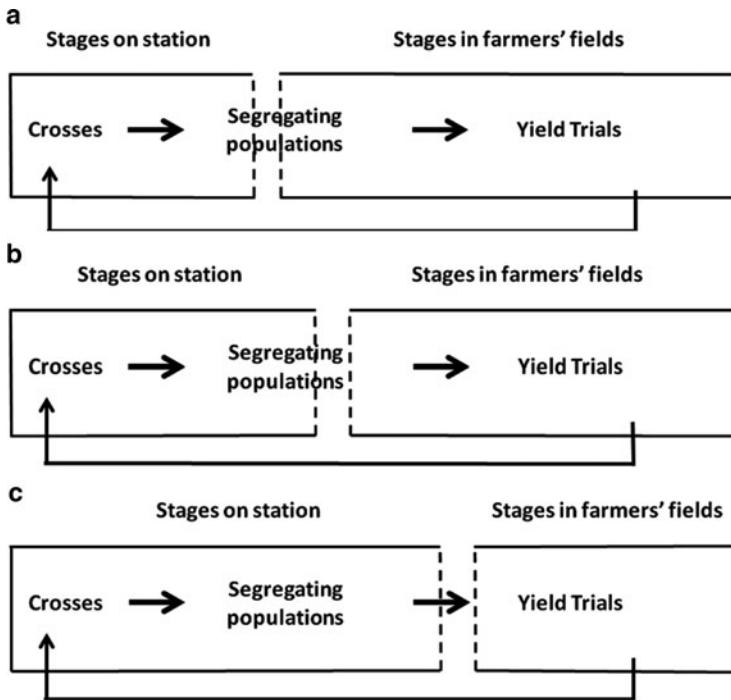 a
Stages on station Stages in farmers’ fields
Crosses Segregating populations Yield Trials
b
Stages on station Stages in farmers’ fields
Crosses Segregating populations Yield Trials
c
Stages on station Stages in farmers’ fields
Crosses Segregating populations Yield Trials